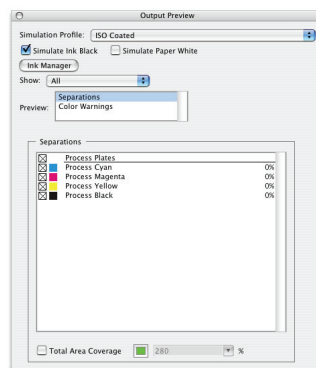 Output Preview
Simulation Profile: ISO Coated
Simulate Ink Black Simulate Paper White
Ink Manager
Show: All
Separations
Preview: Color Warnings
Separations
Process Plates
Process Cyan 0%
Process Magenta 0%
Process Yellow 0%
Process Black 0%
Total Area Coverage 280 %